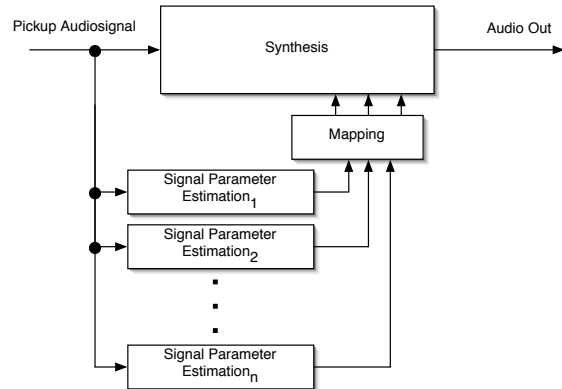 Pickup Audiosignal
Synthesis
Audio Out
Mapping
Signal Parameter
Estimation1
Signal Parameter
Estimation2
Signal Parameter
Estimationn